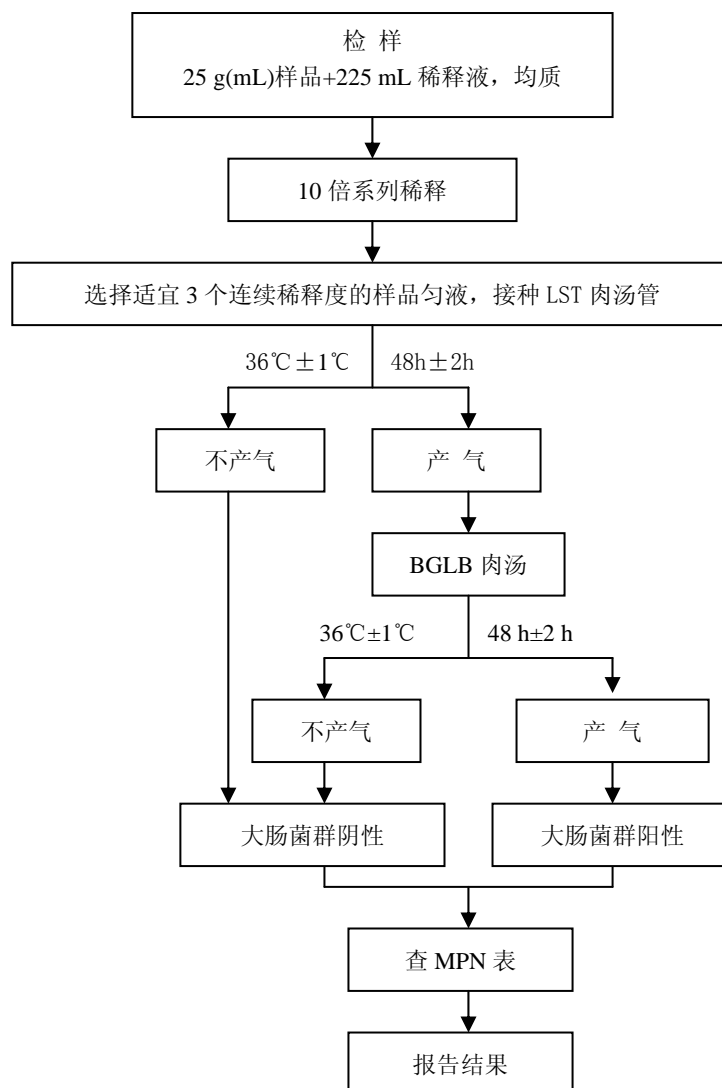 检 样
25 g(mL)样品+225 mL 稀释液，均质
10 倍系列稀释
选择适宜 3 个连续稀释度的样品匀液，接种 LST 肉汤管
36℃±1℃ 48h±2h
不产气 产 气
BGLB 肉汤
36℃±1℃ 48 h±2 h
不产气 产 气
大肠菌群阴性 大肠菌群阳性
查 MPN 表
报告结果